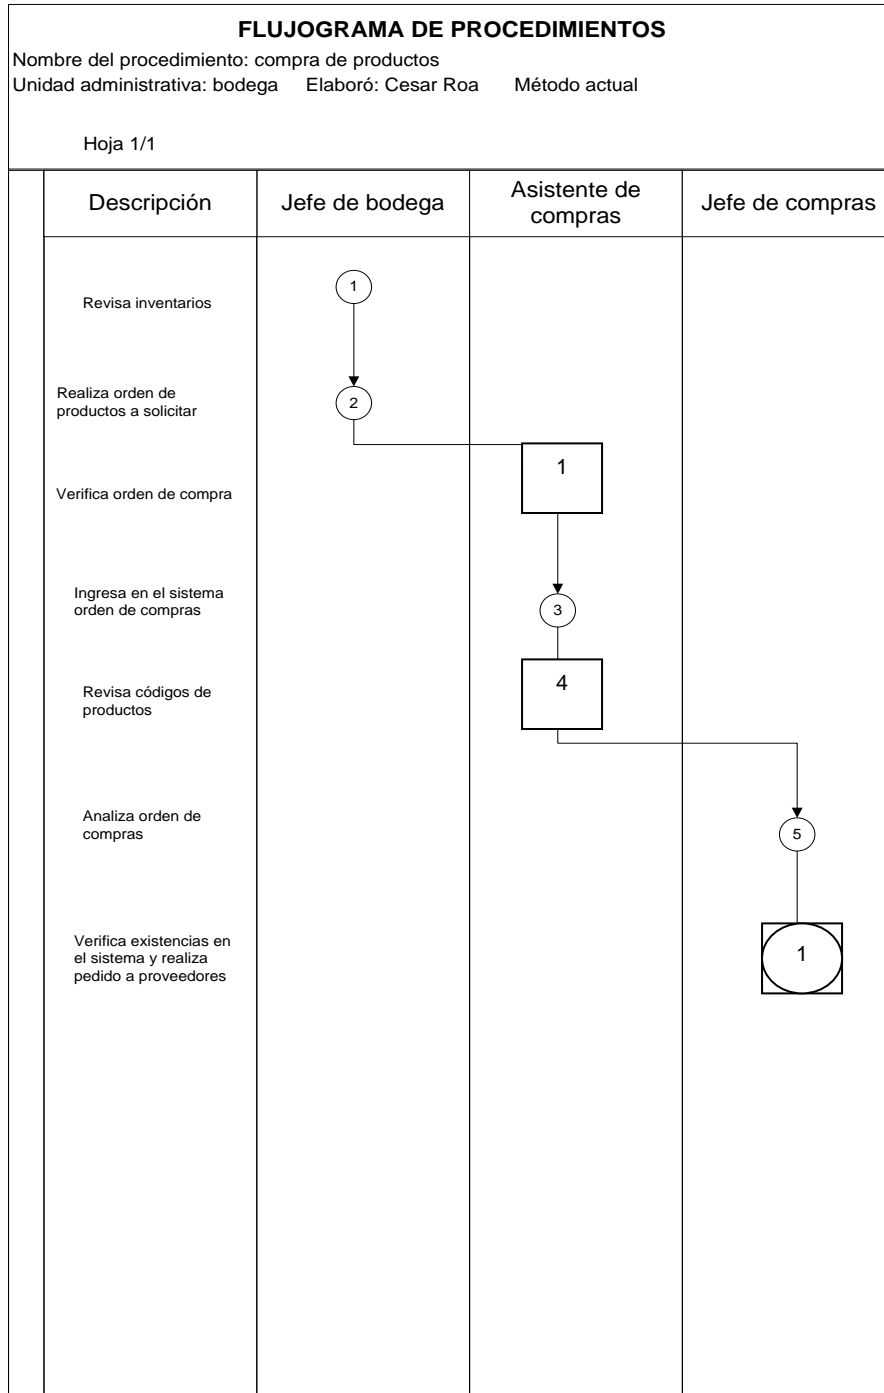 FLUJOGRAMA DE PROCEDIMIENTOS
Nombre del procedimiento: compra de productos
Unidad administrativa: bodega Elaboró: Cesar Roa Método actual
Hoja 1/1
Descripción
Jefe de bodega
Asistente de
compras
Jefe de compras
Revisa inventarios
1
Realiza orden de
productos a solicitar
2
Verifica orden de compra
1
Ingresa en el sistema
orden de compras
3
Revisa códigos de
productos
4
Analiza orden de
compras
5
Verifica existencias en
el sistema y realiza
pedido a proveedores
1